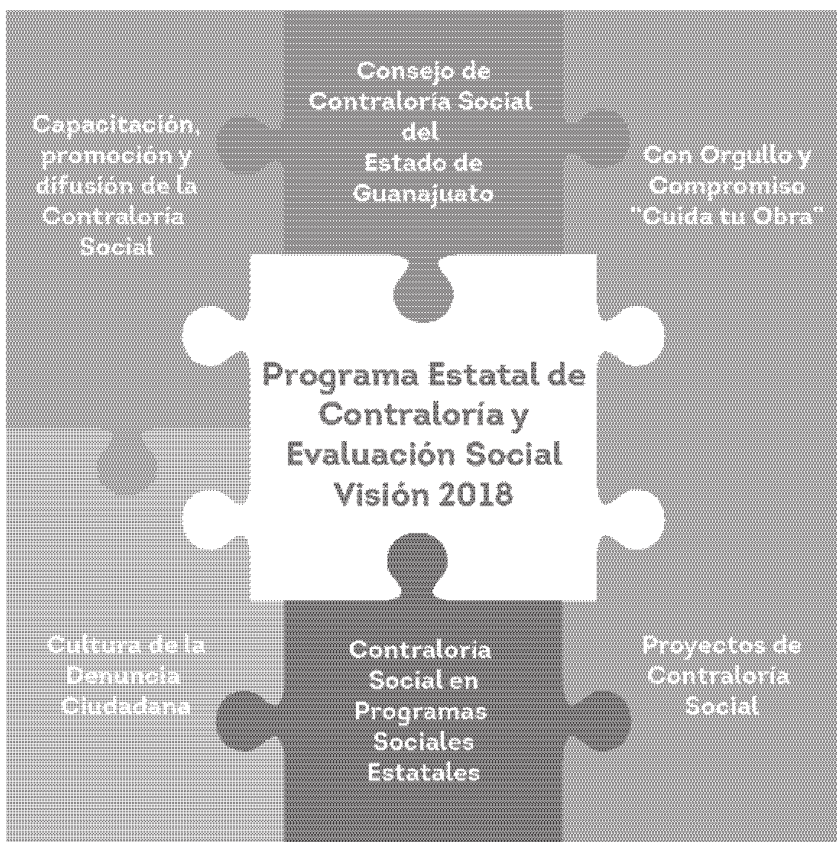 Capacitación,
promoción y
difusión de la
Contraloría
Social
Consejo de
Contraloría Social
del
Estado de
Guanajuato
Con Orgullo y
Compromiso
"Cuida tu Obra"
Programa Estatal de
Contraloría y
Evaluación Social
Visión 2018
Cultura de la
Denuncia
Ciudadana
Contraloría
Social en
Programas
Sociales
Estatales
Proyectos de
Contraloría
Social